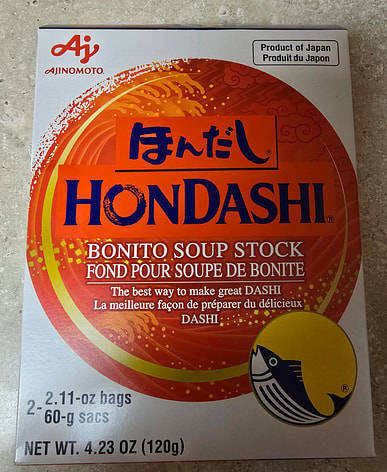 Aj
AJINOMOTO®
Product of Japan
Produit du Japon
ほんだし®
HONDASHI®
BONITO SOUP STOCK
FOND POUR SOUPE DE BONITE
The best way to make great DASHI
La meilleure façon de préparer du délicieux
DASHI
®
2- 2.11-oz bags
60-g sacs
NET WT. 4.23 OZ (120g)